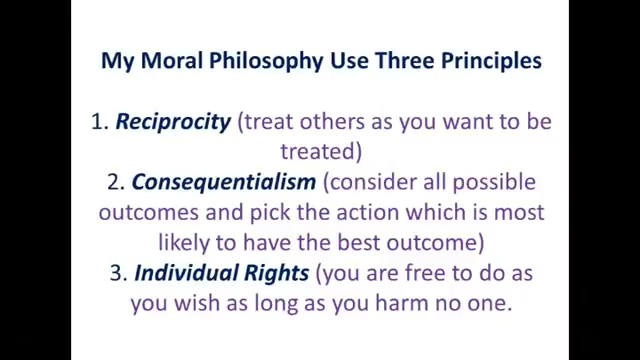 My Moral Philosophy Use Three Principles
1. Reciprocity (treat others as you want to be
treated)
2. Consequentialism (consider all possible
outcomes and pick the action which is most
likely to have the best outcome)
3. Individual Rights (you are free to do as
you wish as long as you harm no one.